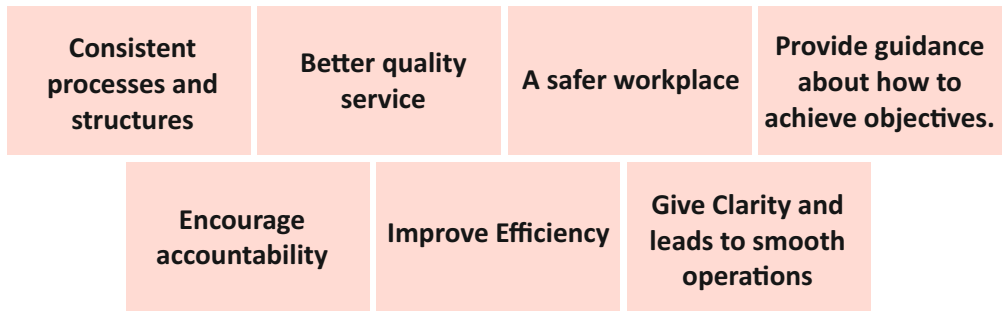 Consistent
processes and
structures
Better quality
service
A safer workplace
Provide guidance
about how to
achieve objectives.
Encourage
accountability
Improve Efficiency
Give Clarity and
leads to smooth
operations